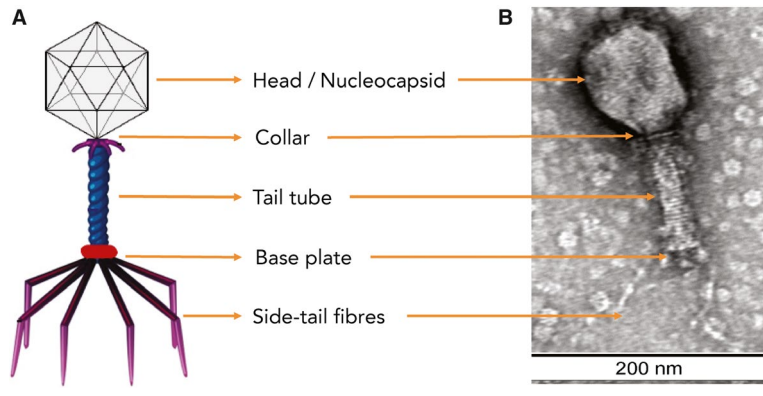 A
B
Head / Nucleocapsid
Collar
Tail tube
Base plate
Side-tail fibres
200 nm